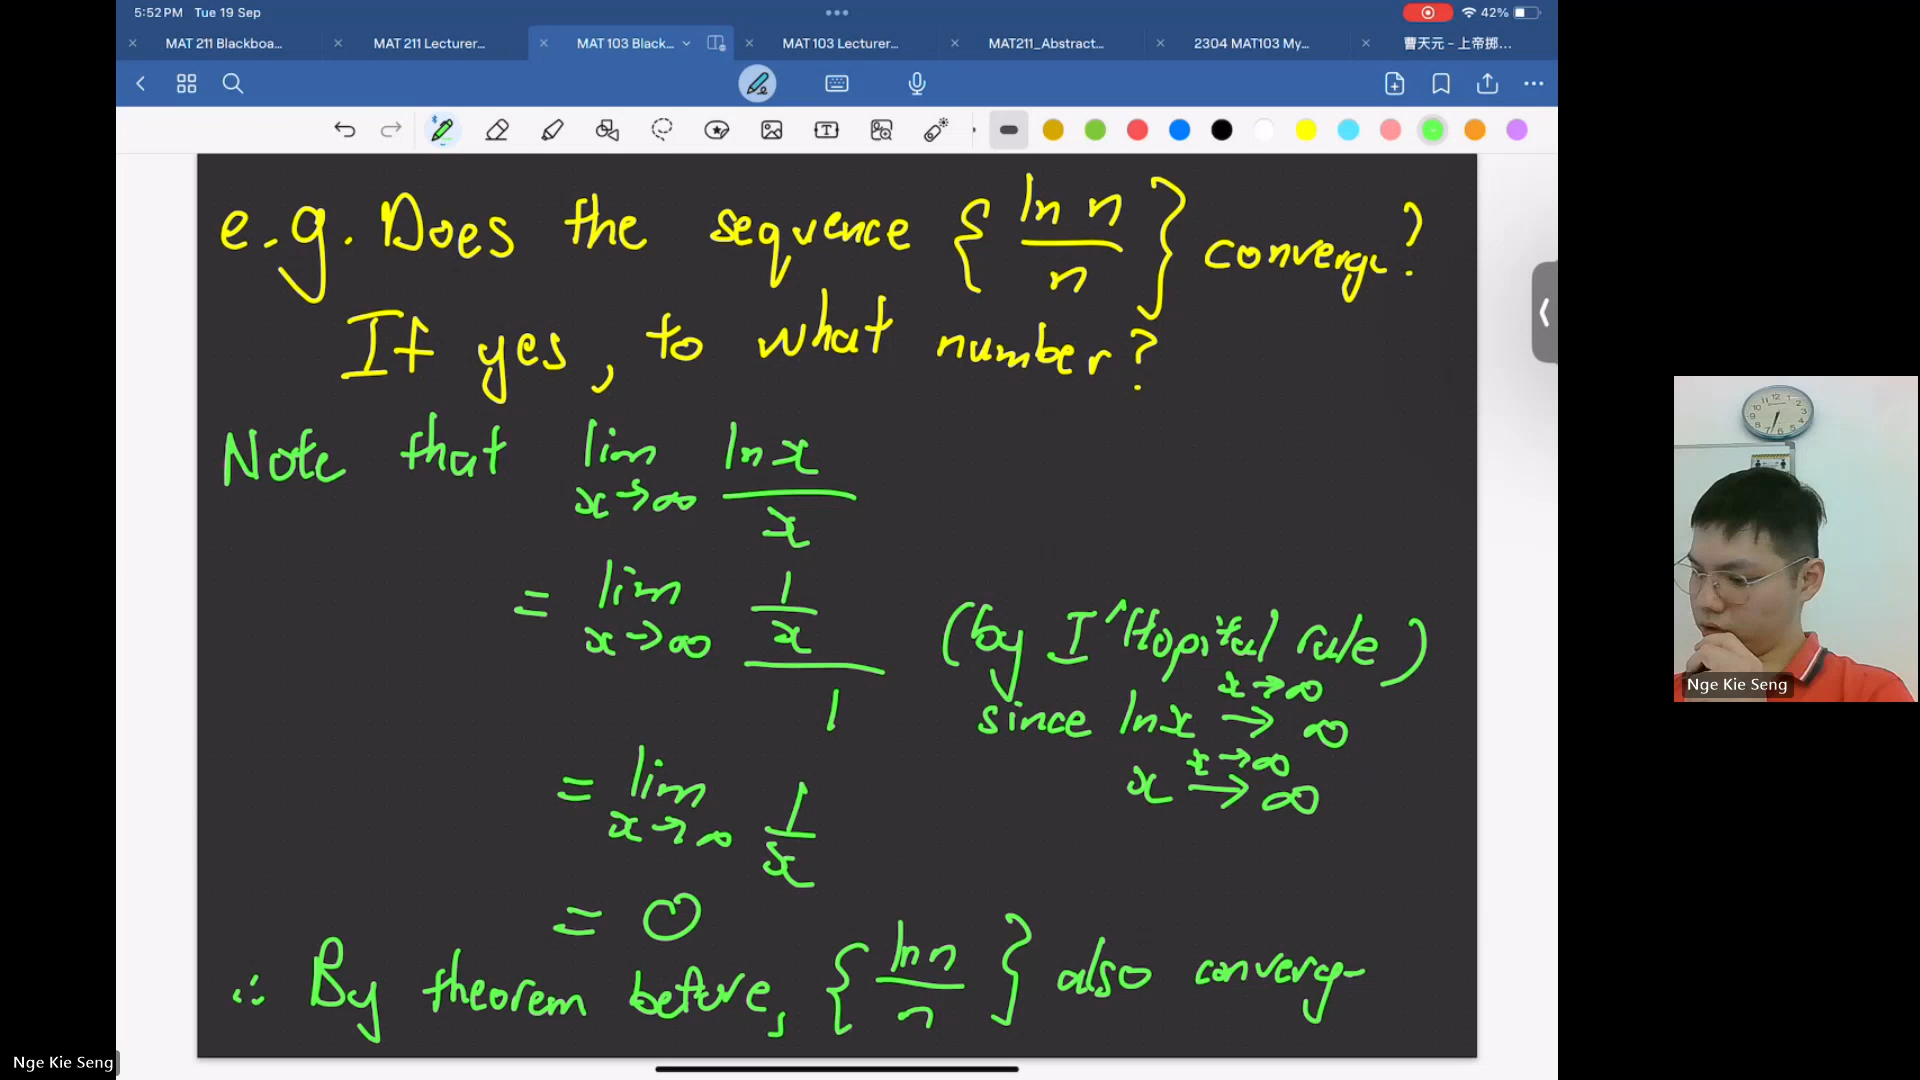 5:52 PM Tue 19 Sep
42%
MAT 211 Blackboa...
MAT 211 Lecturer...
MAT 103 Black...
MAT 103 Lecturer...
MAT211_Abstract...
2304 MAT103 My...
曹天元 - 上帝掷...
e.g. Does the sequence {ln n / n} converge?
If yes, to what number?
Note that lim x→∞ ln x / x
= lim x→∞ (1/x) / 1 (by l'Hopital rule)
since ln x → ∞ x→∞
x → ∞ x→∞
= lim x→∞ 1/x
= 0
∴ By theorem before, {ln n / n} also converge
Nge Kie Seng
Nge Kie Seng